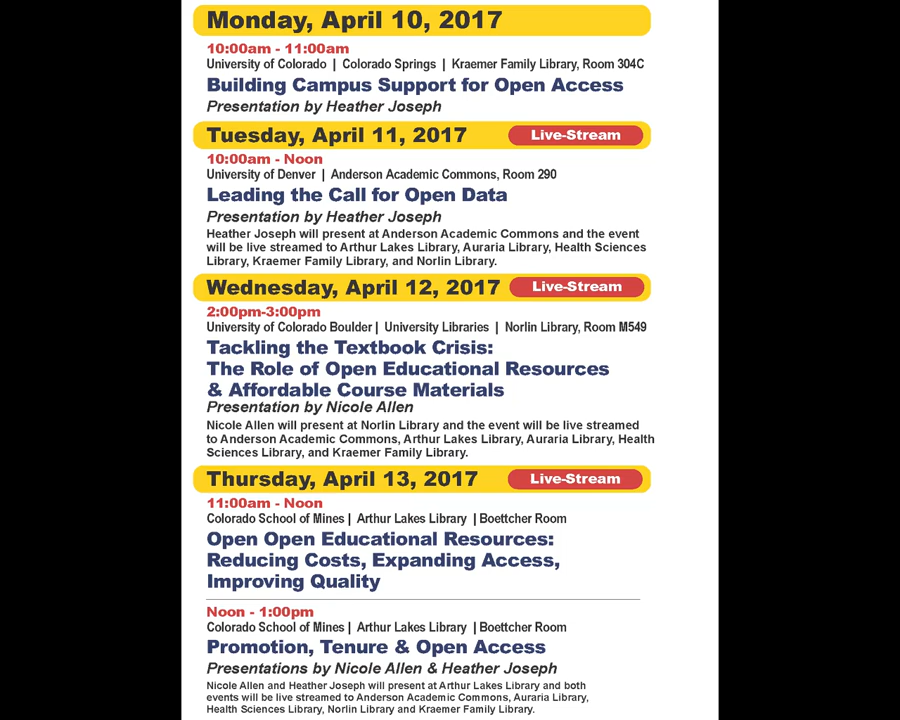 Monday, April 10, 2017
10:00am - 11:00am
University of Colorado | Colorado Springs | Kraemer Family Library, Room 304C
Building Campus Support for Open Access
Presentation by Heather Joseph
Tuesday, April 11, 2017 Live-Stream
10:00am - Noon
University of Denver | Anderson Academic Commons, Room 290
Leading the Call for Open Data
Presentation by Heather Joseph
Heather Joseph will present at Anderson Academic Commons and the event
will be live streamed to Arthur Lakes Library, Auraria Library, Health Sciences
Library, Kraemer Family Library, and Norlin Library.
Wednesday, April 12, 2017 Live-Stream
2:00pm-3:00pm
University of Colorado Boulder | University Libraries | Norlin Library, Room M549
Tackling the Textbook Crisis:
The Role of Open Educational Resources
& Affordable Course Materials
Presentation by Nicole Allen
Nicole Allen will present at Norlin Library and the event will be live streamed
to Anderson Academic Commons, Arthur Lakes Library, Auraria Library, Health
Sciences Library, and Kraemer Family Library.
Thursday, April 13, 2017 Live-Stream
11:00am - Noon
Colorado School of Mines | Arthur Lakes Library | Boettcher Room
Open Open Educational Resources:
Reducing Costs, Expanding Access,
Improving Quality
Noon - 1:00pm
Colorado School of Mines | Arthur Lakes Library | Boettcher Room
Promotion, Tenure & Open Access
Presentations by Nicole Allen & Heather Joseph
Nicole Allen and Heather Joseph will present at Arthur Lakes Library and both
events will be live streamed to Anderson Academic Commons, Auraria Library,
Health Sciences Library, Norlin Library and Kraemer Family Library.